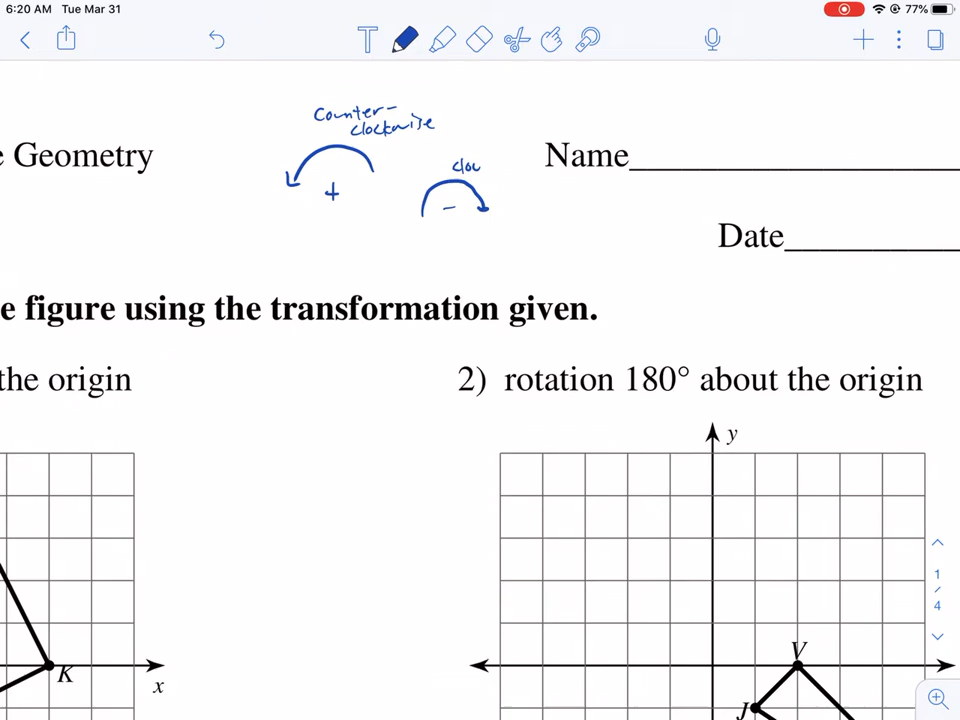 6:20 AM Tue Mar 31
77%
T
Counter-
clockwise
e Geometry
Name
clou
+
-
Date
e figure using the transformation given.
the origin
2) rotation 180° about the origin
y
1
/
4
K
x
V
J